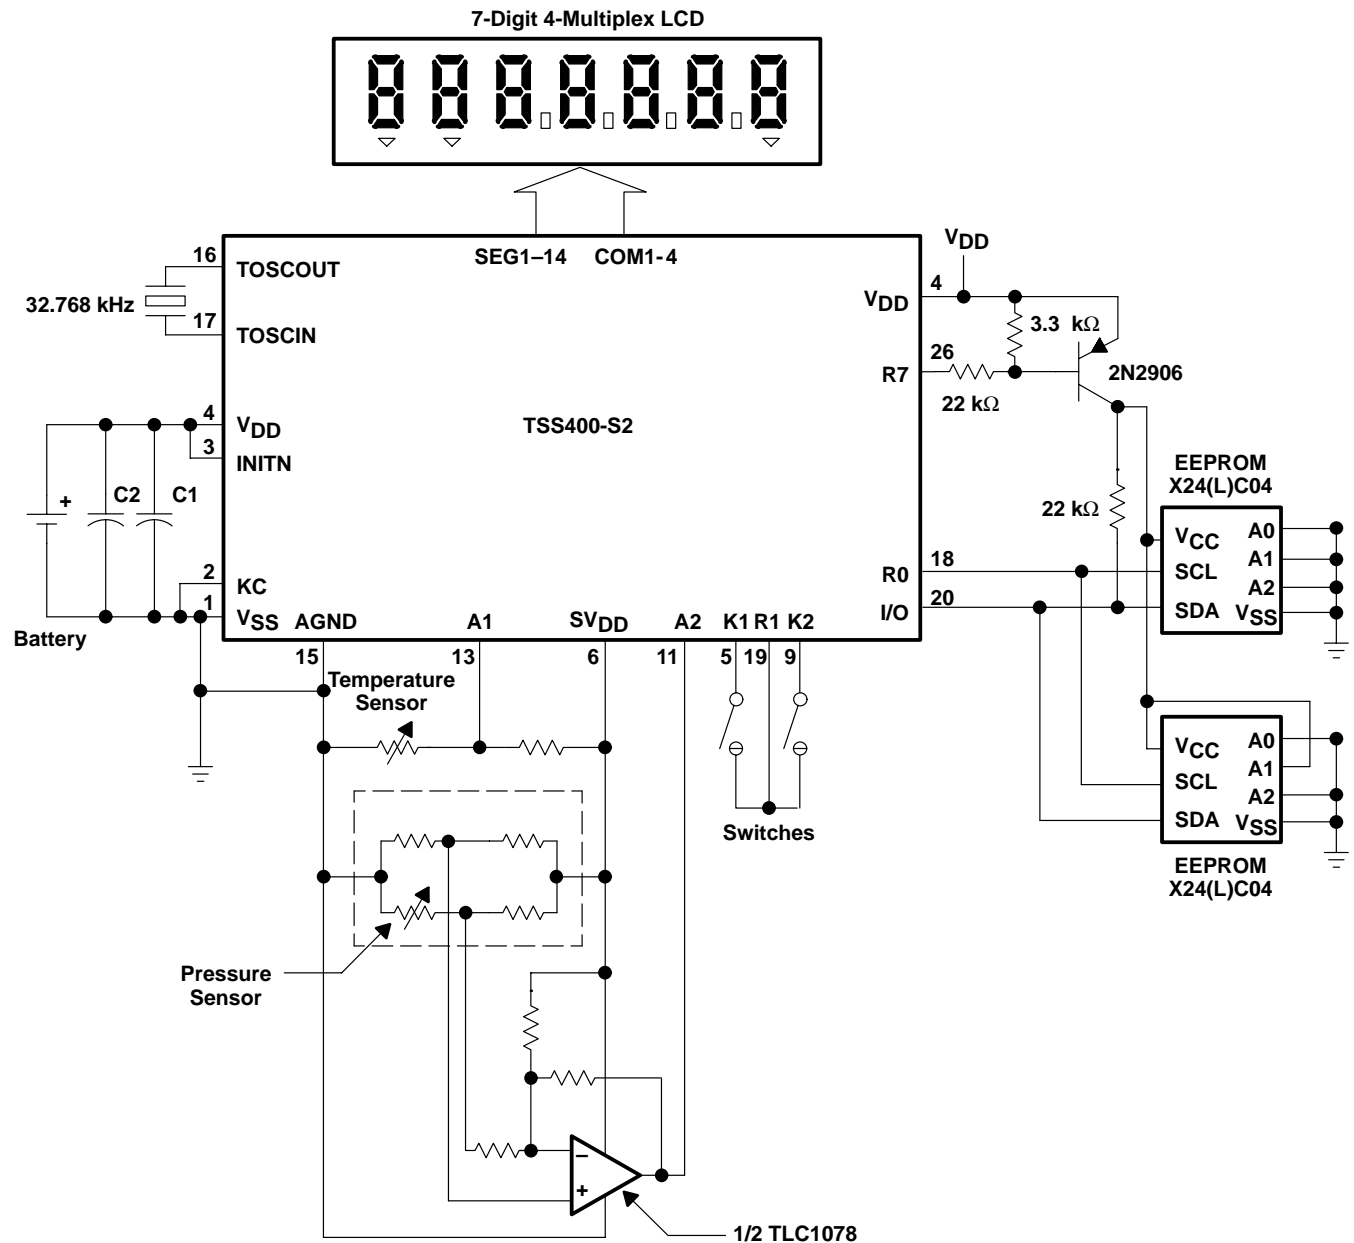 7-Digit 4-Multiplex LCD
SEG1–14
COM1-4
16
TOSCOUT
32.768 kHz
17
TOSCIN
4
VDD
3
INITN
C2
C1
+
2
KC
1
VSS
Battery
TSS400-S2
VDD
4
VDD
3.3 kΩ
26
R7
22 kΩ
2N2906
22 kΩ
18
R0
20
I/O
EEPROM
X24(L)C04
VCC
A0
SCL
A1
A2
SDA
VSS
AGND
A1
SVDD
A2
K1
R1
K2
15
13
6
11
5
19
9
Temperature
Sensor
Switches
VCC
A0
A1
SCL
A2
SDA
VSS
EEPROM
X24(L)C04
Pressure
Sensor
–
+
1/2 TLC1078